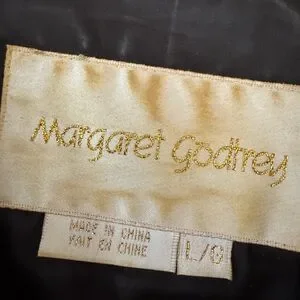 Margaret Godfrey
MADE IN CHINA
FAIT EN CHINE
L/G